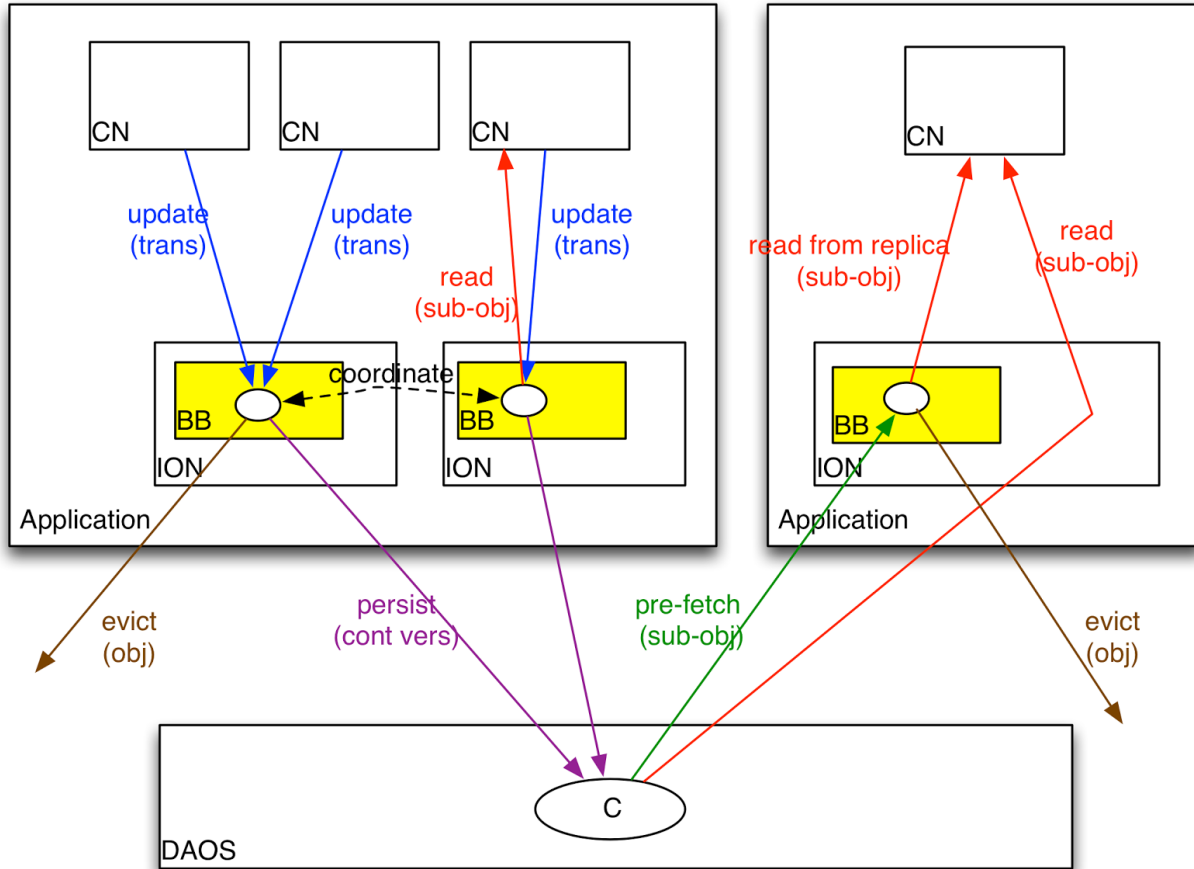 CN
CN
CN
CN
update
(trans)
update
(trans)
update
(trans)
read
(sub-obj)
read from replica
(sub-obj)
read
(sub-obj)
coordinate
BB
BB
BB
ION
ION
ION
Application
Application
evict
(obj)
persist
(cont vers)
pre-fetch
(sub-obj)
evict
(obj)
C
DAOS